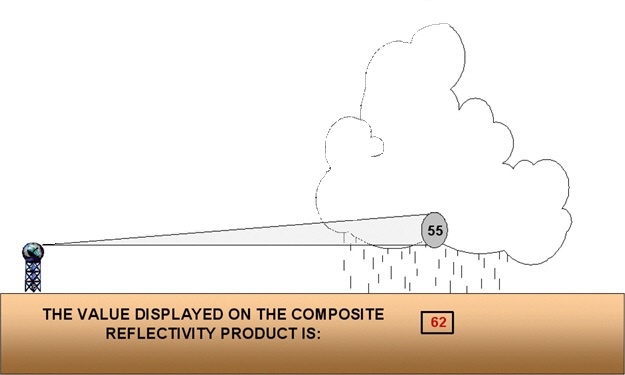 55
THE VALUE DISPLAYED ON THE COMPOSITE
REFLECTIVITY PRODUCT IS:
62